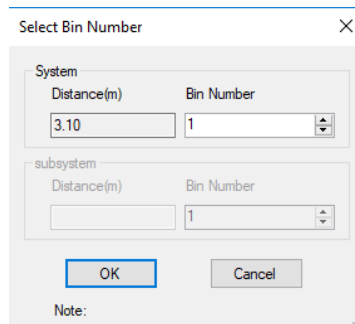 Select Bin Number
System
Distance(m) Bin Number
3.10 1
subsystem
Distance(m) Bin Number
1
OK Cancel
Note: